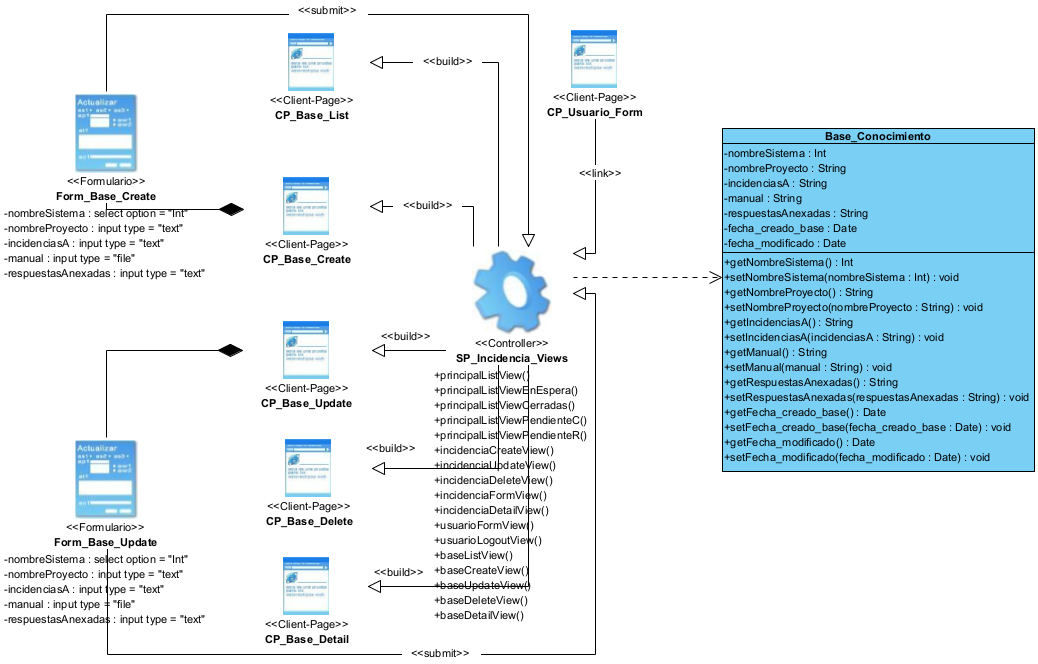 <<submit>>
<<build>>
<<Client-Page>>
CP_Base_List
<<Client-Page>>
CP_Usuario_Form
<<link>>
Actualizar
<<Formulario>>
Form_Base_Create
-nombreSistema : select option = "Int"
-nombreProyecto : input type = "text"
-incidenciasA : input type = "text"
-manual : input type = "file"
-respuestasAnexadas : input type = "text"
<<build>>
<<Client-Page>>
CP_Base_Create
<<build>>
<<Client-Page>>
CP_Base_Update
<<build>>
<<Client-Page>>
CP_Base_Delete
<<build>>
<<Client-Page>>
CP_Base_Detail
Actualizar
<<Formulario>>
Form_Base_Update
-nombreSistema : select option = "Int"
-nombreProyecto : input type = "text"
-incidenciasA : input type = "text"
-manual : input type = "file"
-respuestasAnexadas : input type = "text"
<<submit>>
<<Controller>>
SP_Incidencia_Views
+principalListView()
+principalListViewEnEspera()
+principalListViewCerradas()
+principalListViewPendienteC()
+principalListViewPendienteR()
+incidenciaCreateView()
+incidenciaUpdateView()
+incidenciaDeleteView()
+incidenciaFormView()
+incidenciaDetailView()
+usuarioFormView()
+usuarioLogoutView()
+baseListView()
+baseCreateView()
+baseUpdateView()
+baseDeleteView()
+baseDetailView()
Base_Conocimiento
-nombreSistema : Int
-nombreProyecto : String
-incidenciasA : String
-manual : String
-respuestasAnexadas : String
-fecha_creado_base : Date
-fecha_modificado : Date
+getNombreSistema() : Int
+setNombreSistema(nombreSistema : Int) : void
+getNombreProyecto() : String
+setNombreProyecto(nombreProyecto : String) : void
+getIncidenciasA() : String
+setIncidenciasA(incidenciasA : String) : void
+getManual() : String
+setManual(manual : String) : void
+getRespuestasAnexadas() : String
+setRespuestasAnexadas(respuestasAnexadas : String) : void
+getFecha_creado_base() : Date
+setFecha_creado_base(fecha_creado_base : Date) : void
+getFecha_modificado() : Date
+setFecha_modificado(fecha_modificado : Date) : void